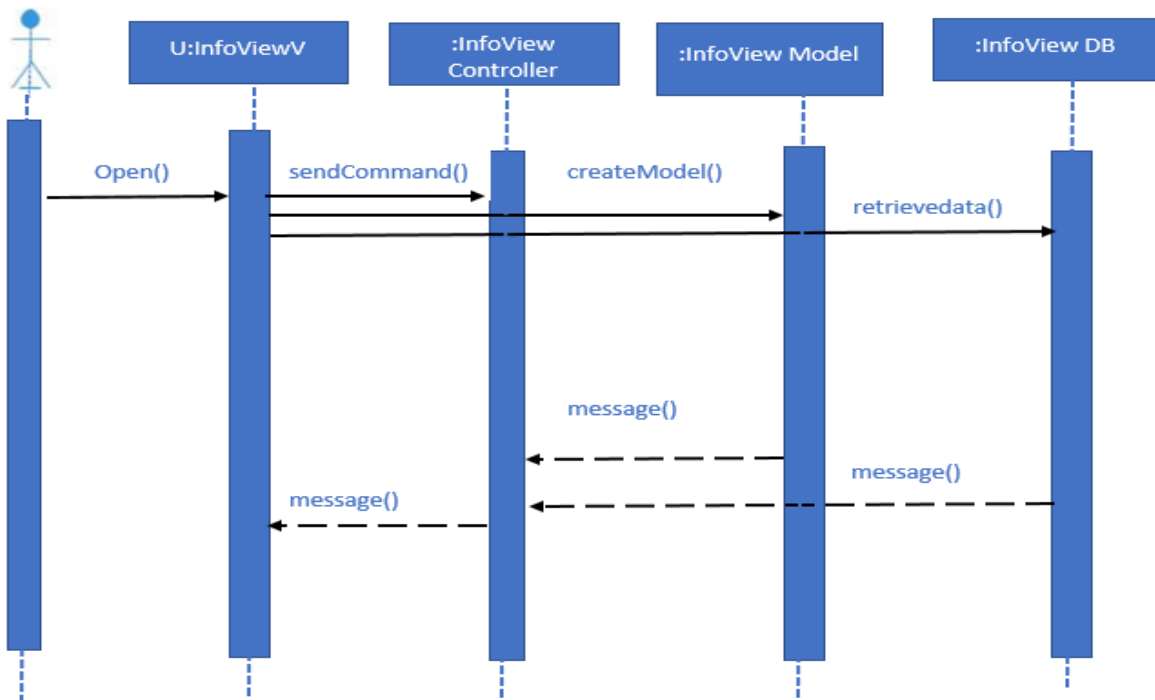 U:InfoViewV
:InfoView
Controller
:InfoView Model
:InfoView DB
Open()
sendCommand()
createModel()
retrievedata()
message()
message()
message()